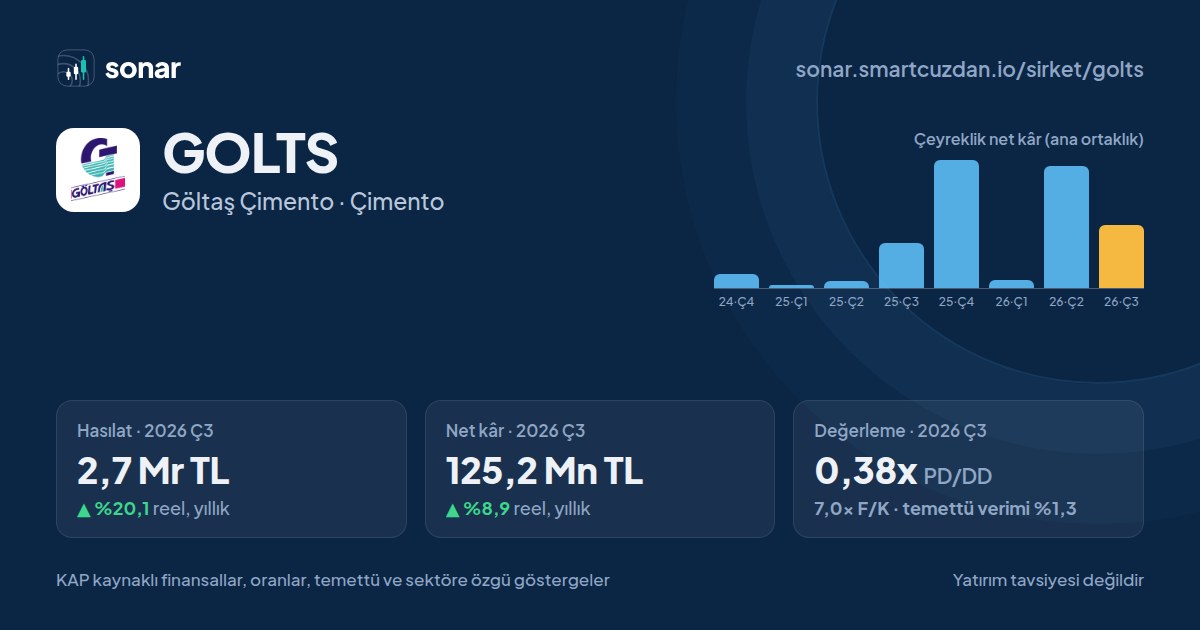 sonar
sonar.smartcuzdan.io/sirket/golts
GÖLTAŞ
GOLTS
Göltaş Çimento · Çimento
Çeyreklik net kâr (ana ortaklık)
24·Ç4 25·Ç1 25·Ç2 25·Ç3 25·Ç4 26·Ç1 26·Ç2 26·Ç3
Hasılat · 2026 Ç3
2,7 Mr TL
▲ %20,1 reel, yıllık
Net kâr · 2026 Ç3
125,2 Mn TL
▲ %8,9 reel, yıllık
Değerleme · 2026 Ç3
0,38x PD/DD
7,0× F/K · temettü verimi %1,3
KAP kaynaklı finansallar, oranlar, temettü ve sektöre özgü göstergeler
Yatırım tavsiyesi değildir